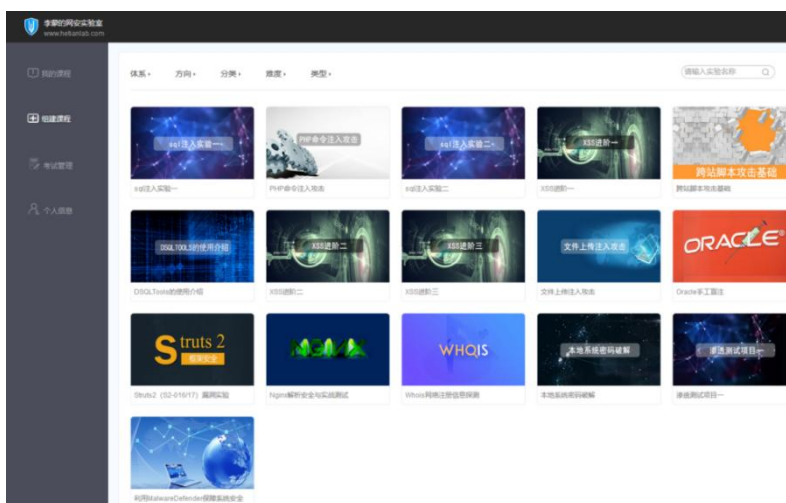 李蒙的网安实验室
www.hetianlab.com
我的课程
组建课程
考试管理
个人信息
体系
方向
分类
难度
类型
请输入实验名称
sql注入实验一
PHP命令注入攻击
sql注入实验二
XSS进阶一
跨站脚本攻击基础
sql注入实验一
PHP命令注入攻击
sql注入实验二
XSS进阶一
跨站脚本攻击基础
DSQLTOOLS的使用介绍
XSS进阶二
XSS进阶三
文件上传注入攻击
ORACLE®
DSQLTools的使用介绍
XSS进阶二
XSS进阶三
文件上传注入攻击
Oracle手工盲注
Struts 2
框架安全
NGINX
WHOIS
本地系统密码破解
渗透测试项目一
Struts2（S2-016/17）漏洞实验
Nginx解析安全与实战测试
Whois网络注册信息探测
本地系统密码破解
渗透测试项目一
利用MalwareDefender保障系统安全